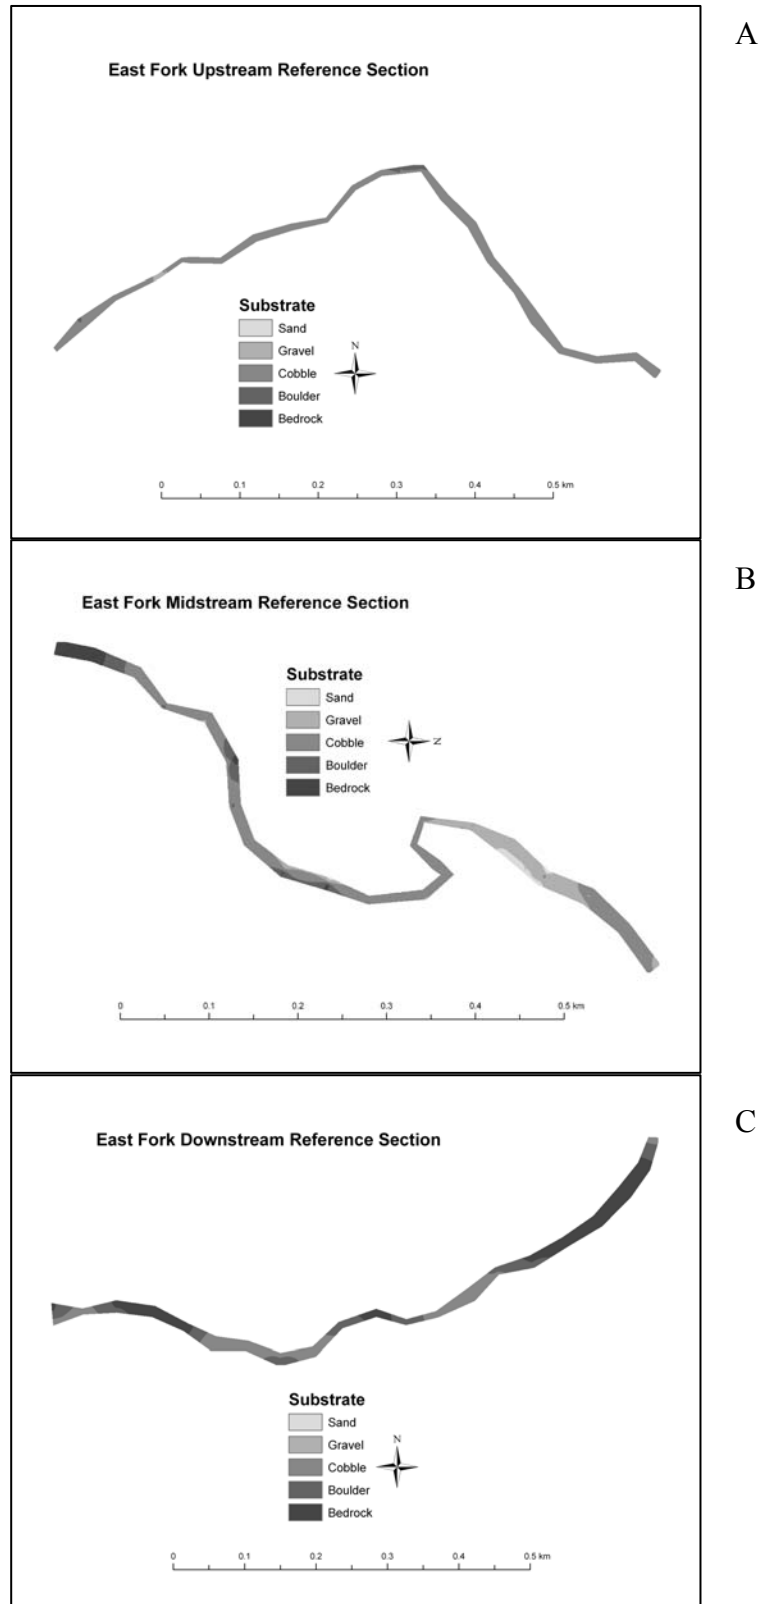 A
East Fork Upstream Reference Section
Substrate
Sand
N
Gravel
Cobble
Boulder
Bedrock
0 0.1 0.2 0.3 0.4 0.5 km
B
East Fork Midstream Reference Section
Substrate
Sand
Gravel
Cobble N
Boulder
Bedrock
0 0.1 0.2 0.3 0.4 0.5 km
C
East Fork Downstream Reference Section
Substrate
Sand
N
Gravel
Cobble
Boulder
Bedrock
0 0.1 0.2 0.3 0.4 0.5 km